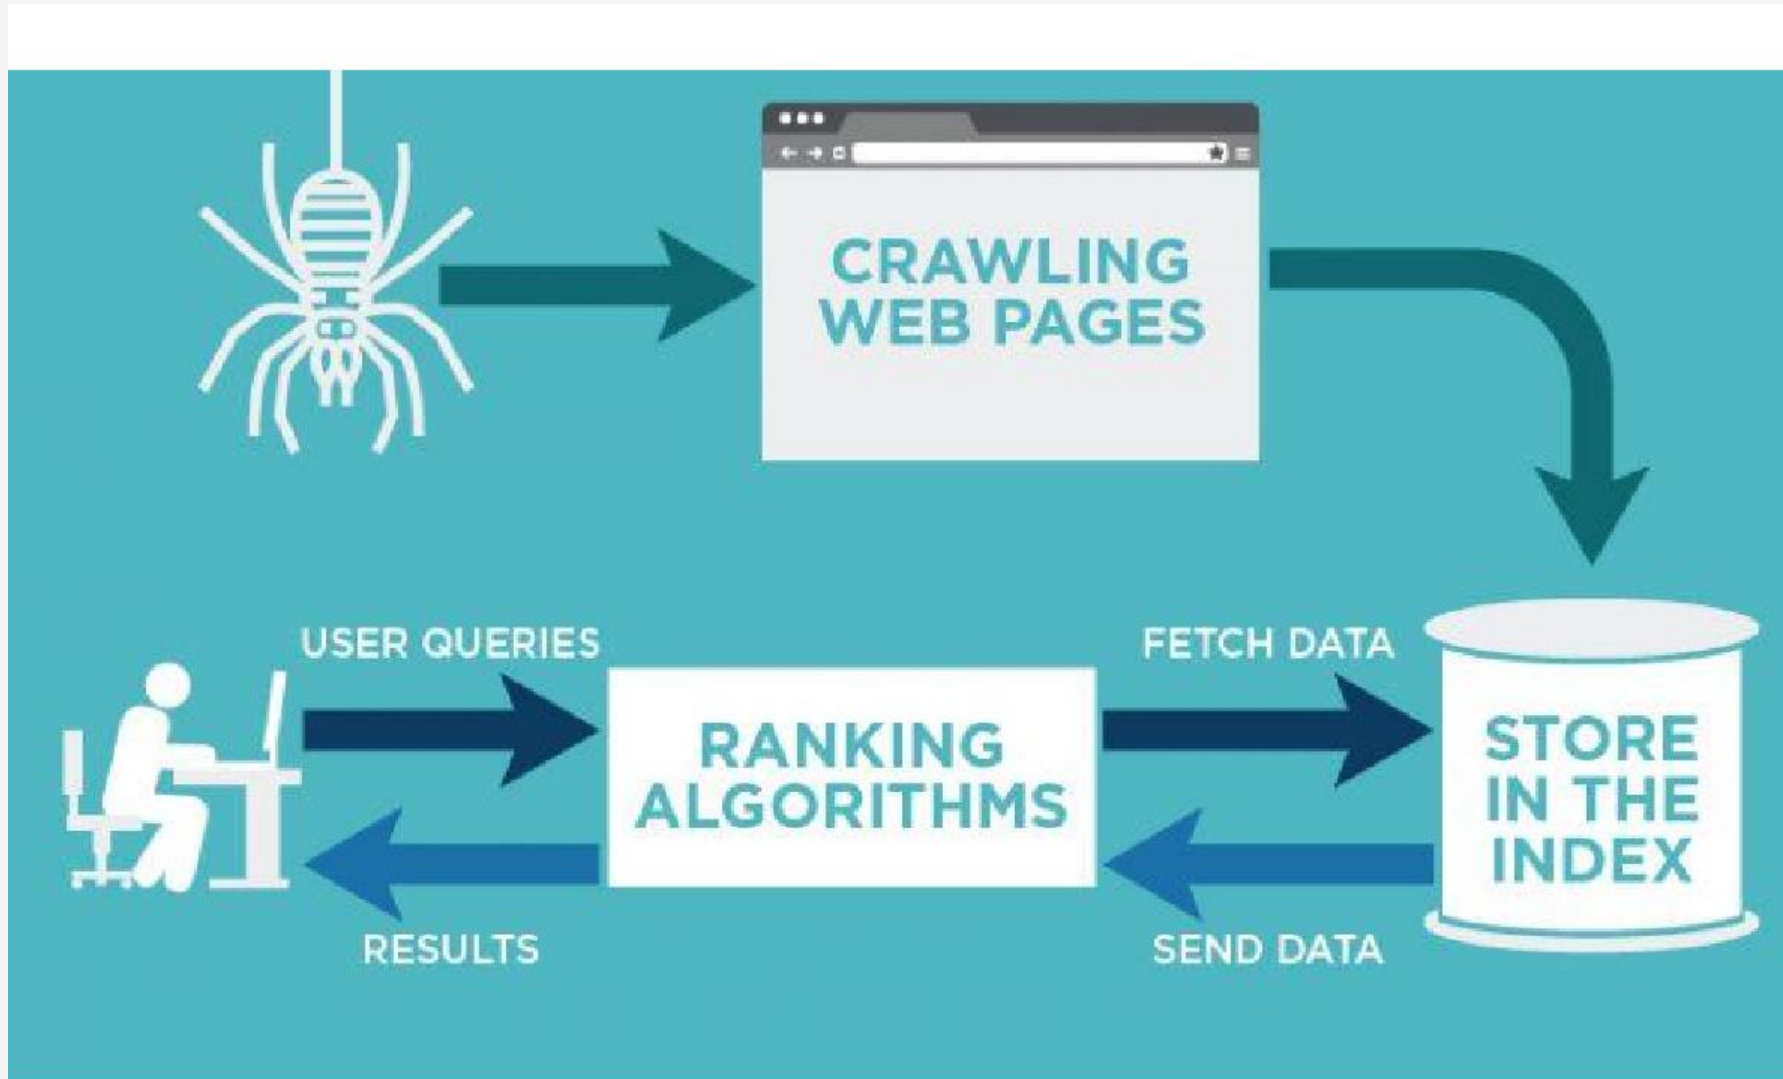 CRAWLING
WEB PAGES
USER QUERIES
FETCH DATA
RANKING
ALGORITHMS
STORE
IN THE
INDEX
RESULTS
SEND DATA